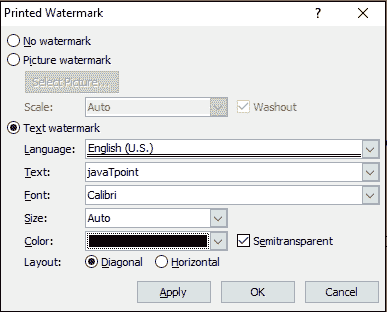 Printed Watermark ? ×
No watermark
Picture watermark
Select Picture...
Scale: Auto Washout
Text watermark
Language: English (U.S.)
Text: javaTpoint
Font: Calibri
Size: Auto
Color: Semitransparent
Layout: Diagonal Horizontal
Apply OK Cancel